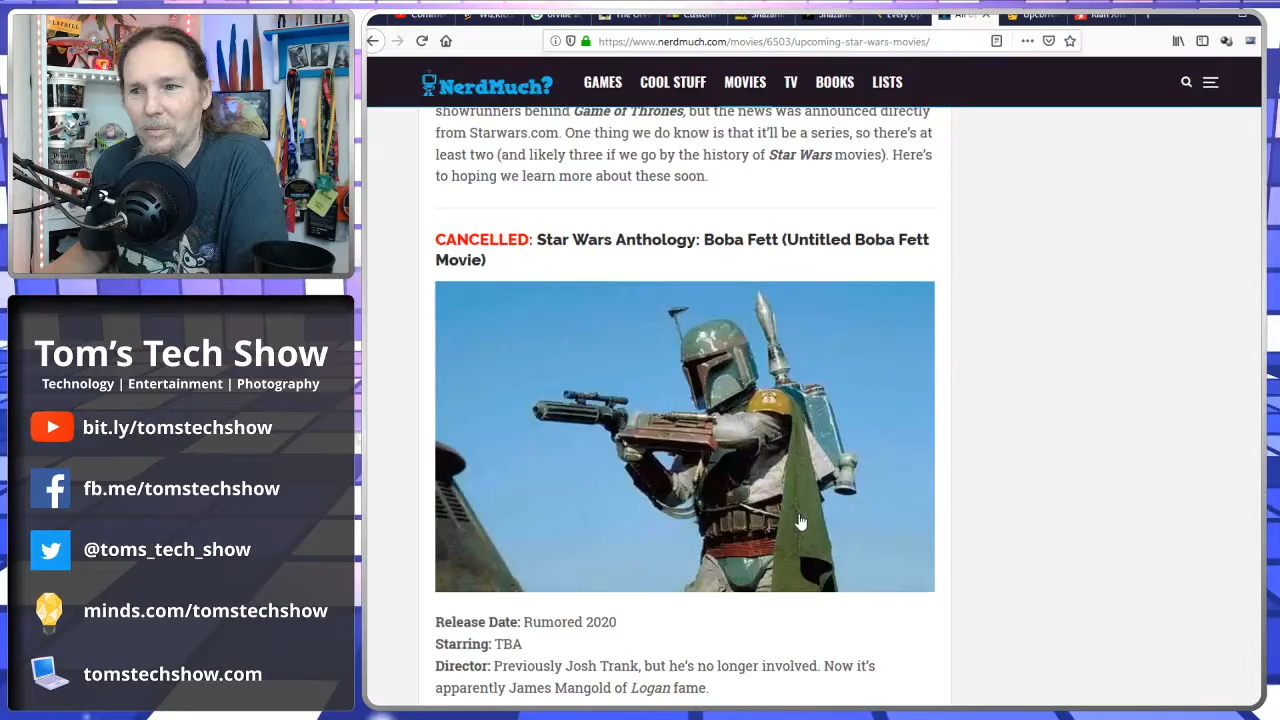 https://www.nerdmuch.com/movies/6503/upcoming-star-wars-movies/
NerdMuch?
GAMES
COOL STUFF
MOVIES
TV
BOOKS
LISTS
showrunners behind Game of Thrones, but the news was announced directly
from Starwars.com. One thing we do know is that it'll be a series, so there's at
least two (and likely three if we go by the history of Star Wars movies). Here's
to hoping we learn more about these soon.
CANCELLED: Star Wars Anthology: Boba Fett (Untitled Boba Fett
Movie)
Release Date: Rumored 2020
Starring: TBA
Director: Previously Josh Trank, but he's no longer involved. Now it's
apparently James Mangold of Logan fame.
PLAYBILL
Tom's Tech Show
Technology | Entertainment | Photography
bit.ly/tomstechshow
fb.me/tomstechshow
@toms_tech_show
minds.com/tomstechshow
tomstechshow.com